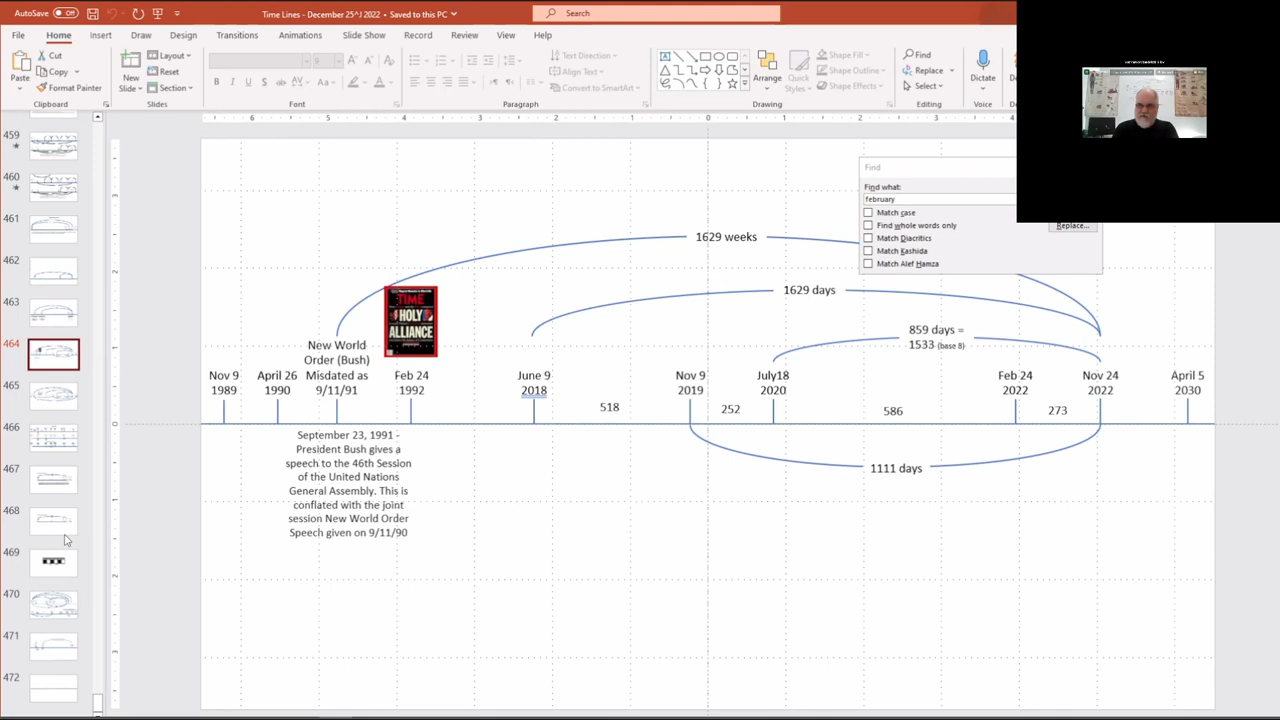 AutoSave
Off
Time Lines - December 25^J 2022 • Saved to this PC
Search
File
Home
Insert
Draw
Design
Transitions
Animations
Slide Show
Record
Review
View
Help
Paste
Cut
Copy
Format Painter
Clipboard
New
Slide
Layout
Reset
Section
Slides
Font
Text Direction
Align Text
Convert to SmartArt
Paragraph
Arrange
Quick
Styles
Shape Fill
Shape Outline
Shape Effects
Drawing
Find
Replace
Select
Editing
Dictate
Voice
459
460
461
462
463
464
465
466
467
468
469
470
471
472
Find
Find what:
february
Match case
Find whole words only
Match Diacritics
Match Kashida
Match Alef Hamza
Replace...
1629 weeks
1629 days
859 days =
1533 (base 8)
TIME
HOLY
ALLIANCE
New World
Order (Bush)
Misdated as
9/11/91
Nov 9
1989
April 26
1990
Feb 24
1992
June 9
2018
Nov 9
2019
July18
2020
Feb 24
2022
Nov 24
2022
April 5
2030
518
252
586
273
1111 days
September 23, 1991 -
President Bush gives a
speech to the 46th Session
of the United Nations
General Assembly. This is
conflated with the joint
session New World Order
Speech given on 9/11/90